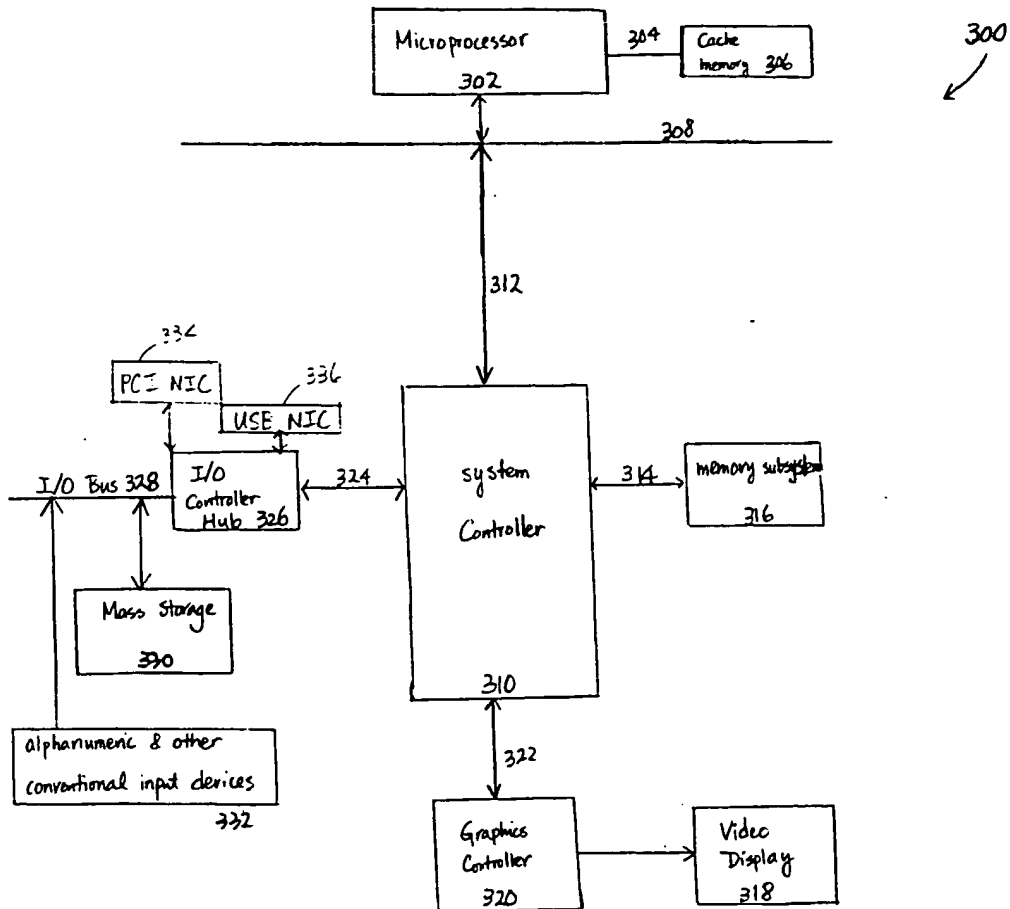 300
Microprocessor
302
304
Cache
memory 306
308
312
334
PCI NIC
336
USE NIC
I/O Bus 328
I/O
Controller
Hub 326
324
system
Controller
310
314
memory subsystem
316
Mass Storage
330
alphanumeric & other
conventional input devices
332
322
Graphics
Controller
320
Video
Display
318